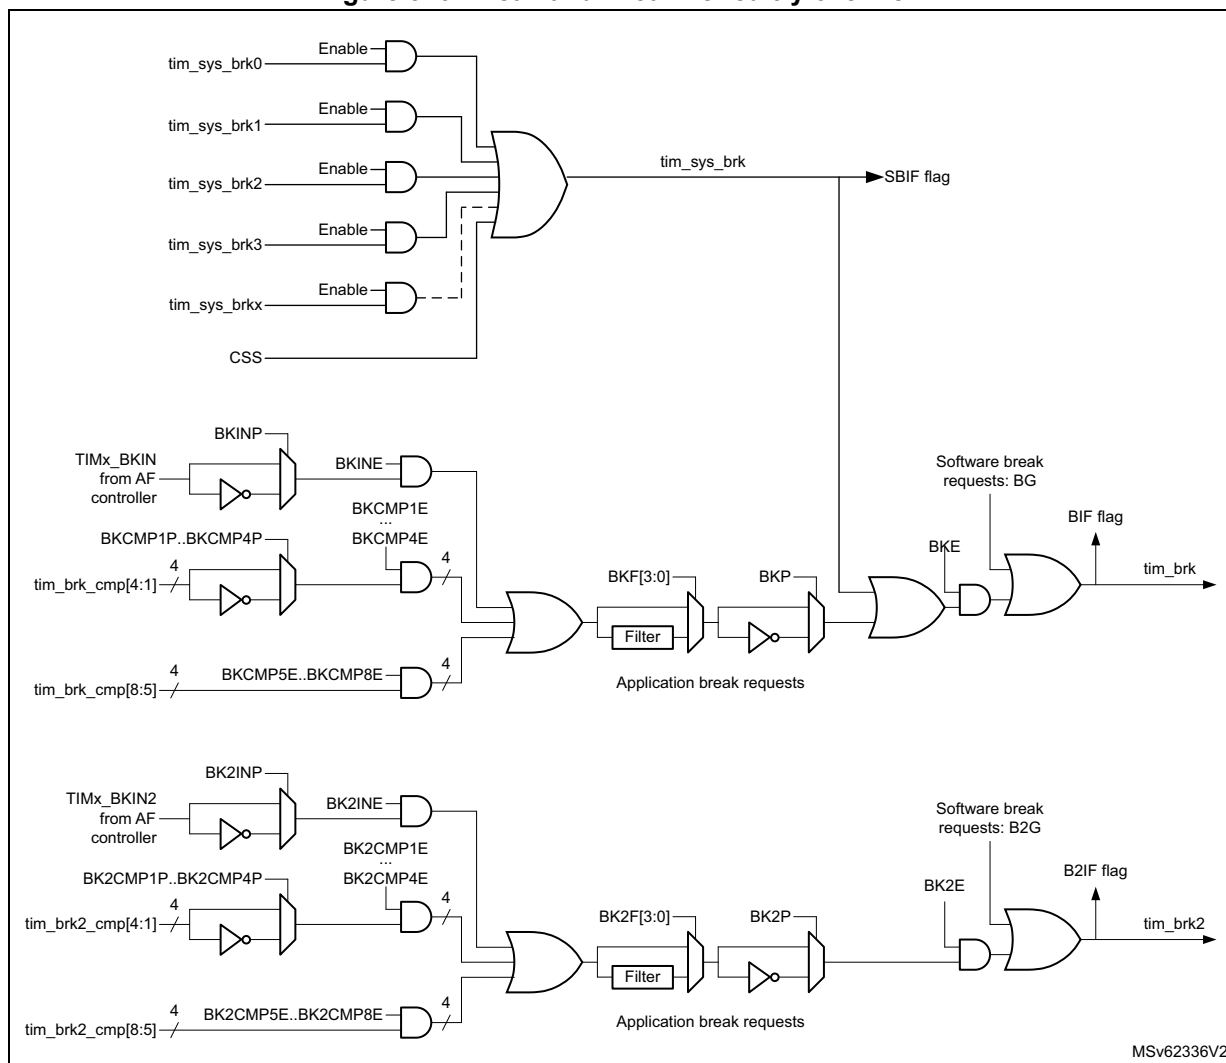 Enable
tim_sys_brk0
Enable
tim_sys_brk1
Enable
tim_sys_brk2
Enable
tim_sys_brk3
Enable
tim_sys_brkx
CSS
tim_sys_brk
SBIF flag
BKINP
TIMx_BKIN
from AF
controller
BKINE
BKCMP1E
...
BKCMP4E
BKCMP1P..BKCMP4P
4
tim_brk_cmp[4:1]
4
4
tim_brk_cmp[8:5]
BKCMP5E..BKCMP8E
4
BKF[3:0]
Filter
BKP
Application break requests
BKE
Software break
requests: BG
BIF flag
tim_brk
BK2INP
TIMx_BKIN2
from AF
controller
BK2INE
BK2CMP1E
...
BK2CMP4E
BK2CMP1P..BK2CMP4P
4
tim_brk2_cmp[4:1]
4
4
tim_brk2_cmp[8:5]
BK2CMP5E..BK2CMP8E
4
BK2F[3:0]
Filter
BK2P
Application break requests
BK2E
Software break
requests: B2G
B2IF flag
tim_brk2
MSv62336V2